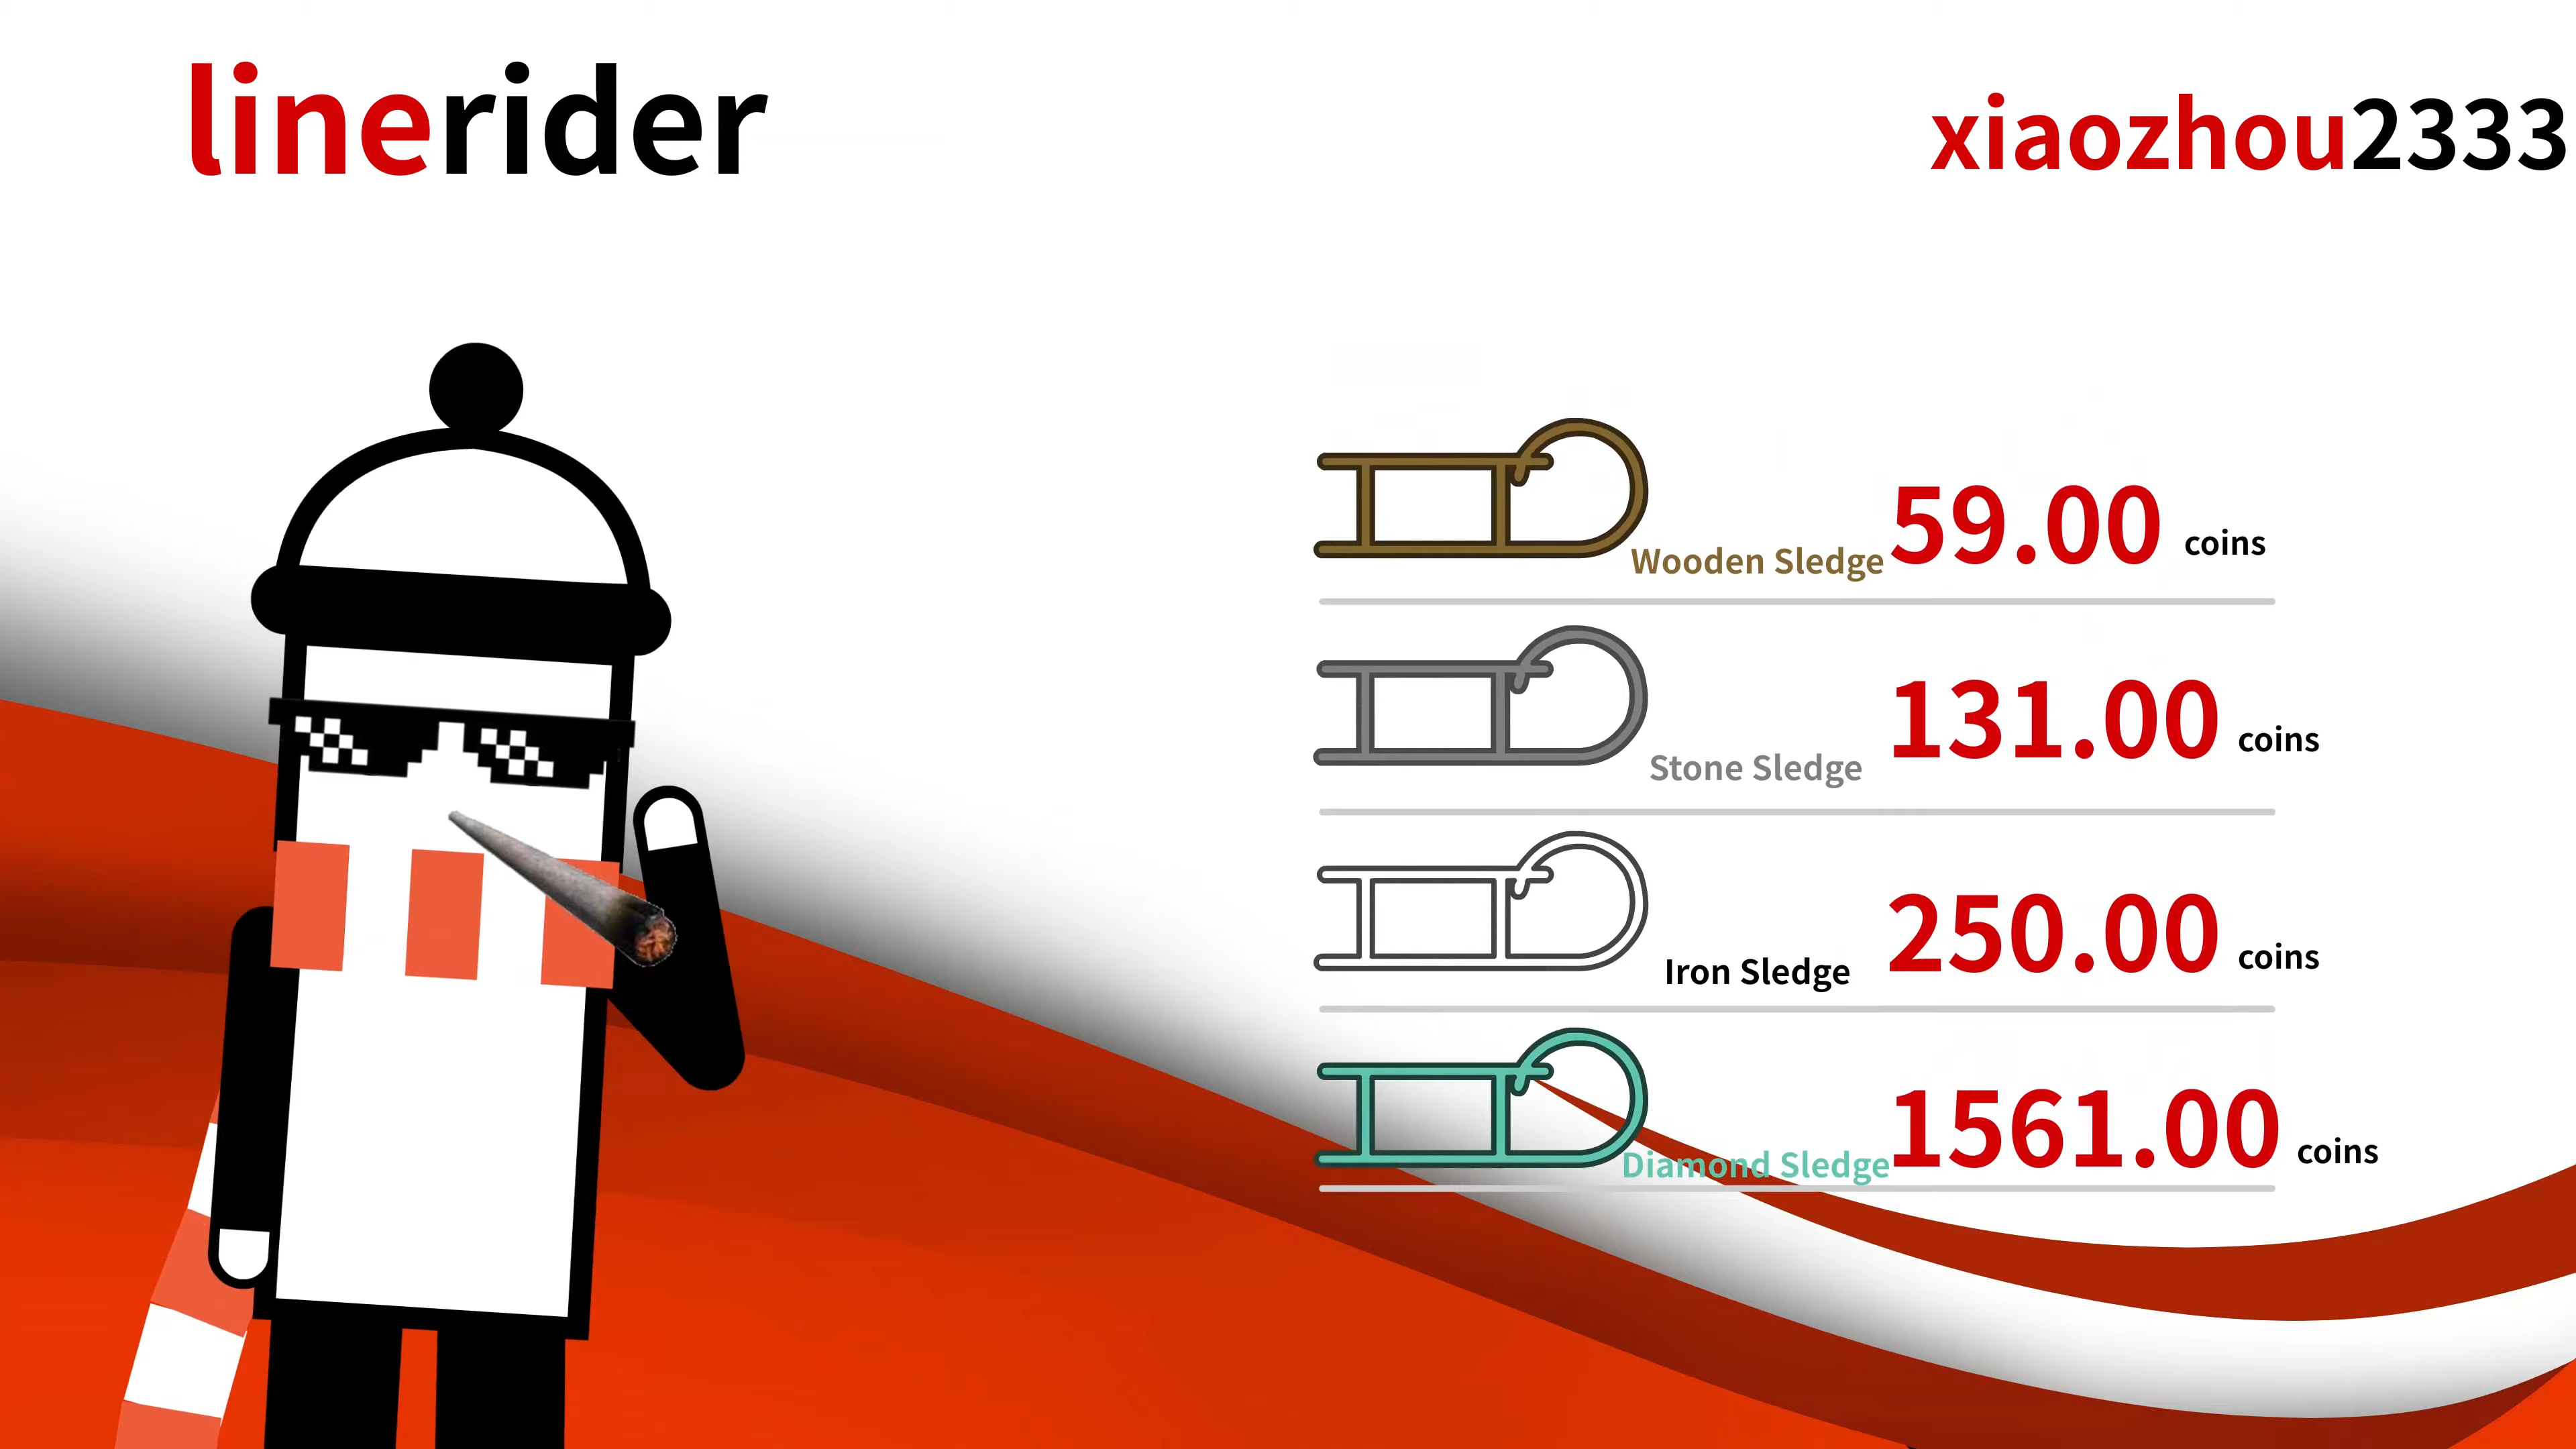 linerider
xiaozhou2333
Wooden Sledge 59.00 coins
Stone Sledge 131.00 coins
Iron Sledge 250.00 coins
Diamond Sledge 1561.00 coins